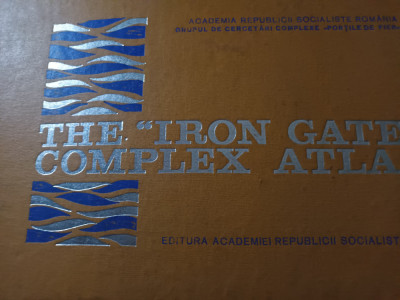 ACADEMIA REPUBLICII SOCIALISTE ROMÂNIA
GRUPUL DE CERCETĂRI COMPLEXE «PORȚILE DE FIER»
THE "IRON GATE
COMPLEX ATLA
EDITURA ACADEMIEI REPUBLICII SOCIALIST